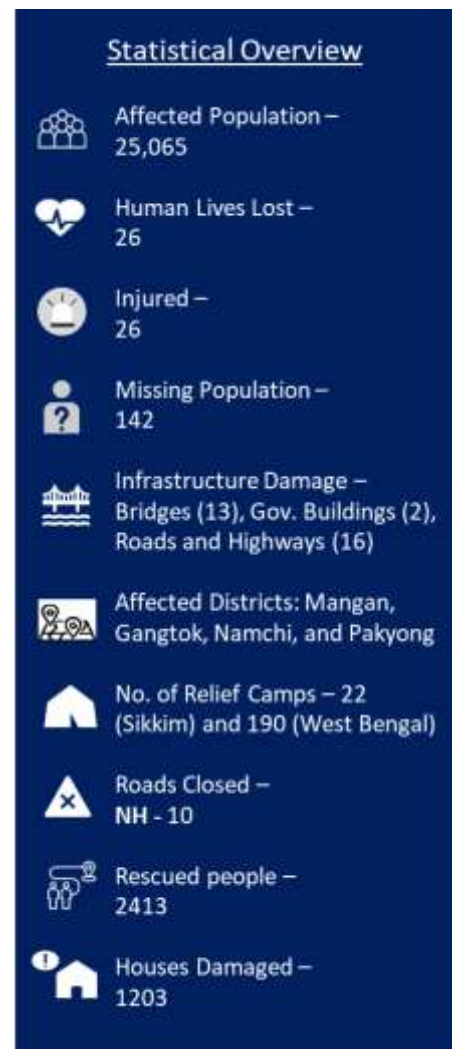 Statistical Overview
Affected Population –
25,065
Human Lives Lost –
26
Injured –
26
Missing Population –
142
?
Infrastructure Damage –
Bridges (13), Gov. Buildings (2),
Roads and Highways (16)
Affected Districts: Mangan,
Gangtok, Namchi, and Pakyong
No. of Relief Camps – 22
(Sikkim) and 190 (West Bengal)
Roads Closed –
NH - 10
Rescued people –
2413
!
Houses Damaged –
1203